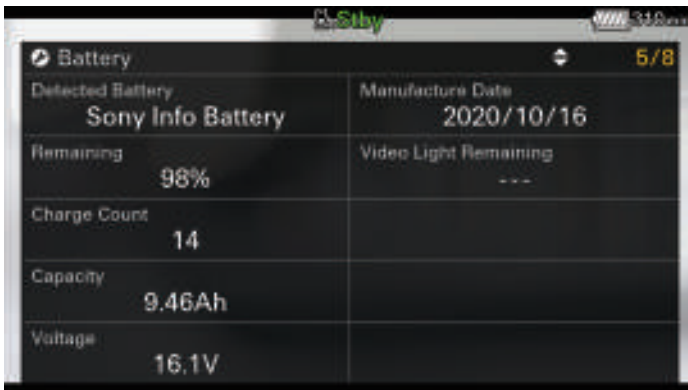 Stby
Battery
5/8
Detected Battery
Sony Info Battery
Manufacture Date
2020/10/16
Remaining
98%
Video Light Remaining
---
Charge Count
14
Capacity
9.46Ah
Voltage
16.1V